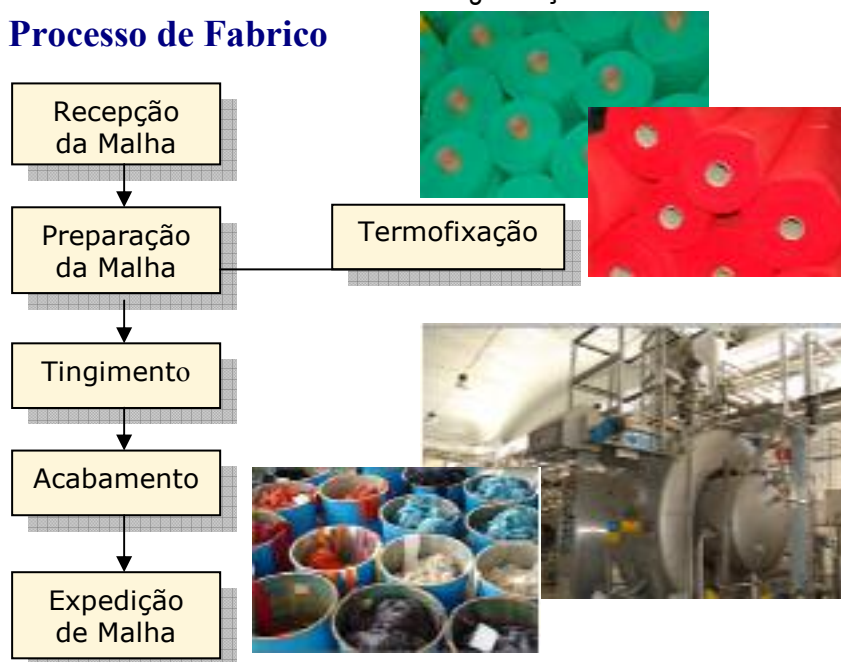 Processo de Fabrico
Recepção
da Malha
Preparação
da Malha
Termofixação
Tingimento
Acabamento
Expedição
de Malha